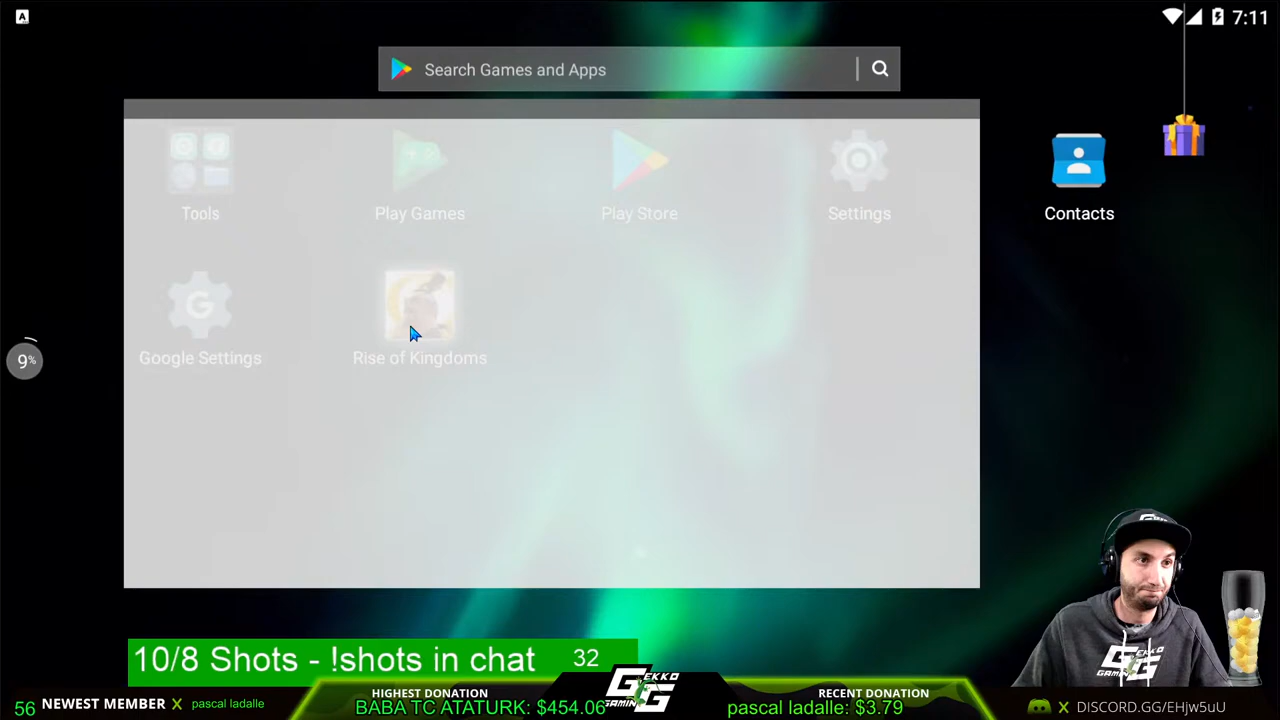 A
7:11
Search Games and Apps
Tools
Play Games
Play Store
Settings
Contacts
Google Settings
Rise of Kingdoms
9%
10/8 Shots - !shots in chat 32
56 NEWEST MEMBER X pascal ladalle
HIGHEST DONATION
BABA TC ATATURK: $454.06
GEKKO
GAMING
RECENT DONATION
pascal ladalle: $3.79
X DISCORD.GG/EHJW5UU